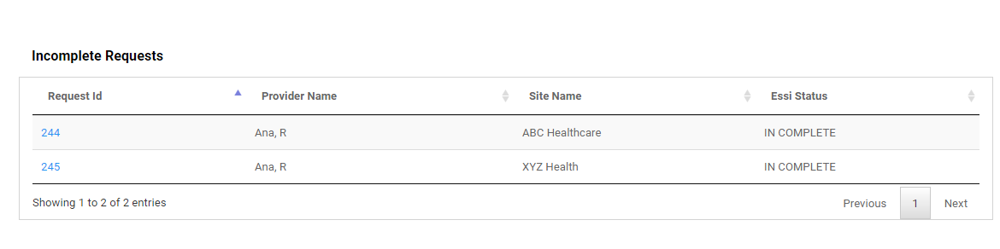 Incomplete Requests
Request Id Provider Name Site Name Essi Status
244 Ana, R ABC Healthcare IN COMPLETE
245 Ana, R XYZ Health IN COMPLETE
Showing 1 to 2 of 2 entries Previous 1 Next